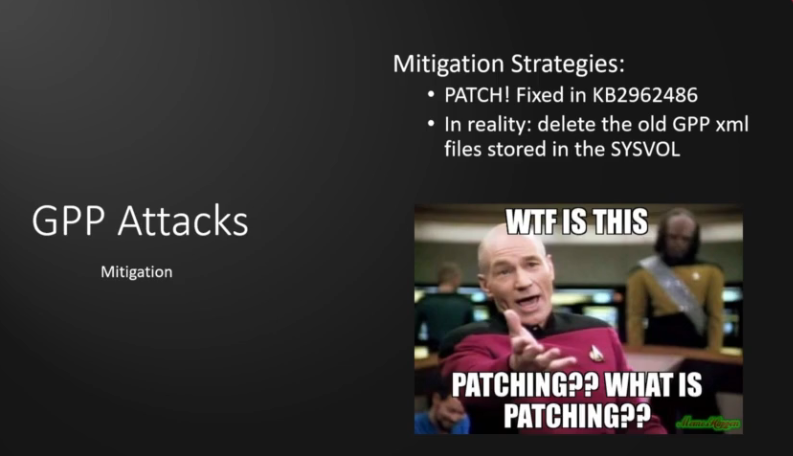 Mitigation Strategies:
• PATCH! Fixed in KB2962486
• In reality: delete the old GPP xml
files stored in the SYSVOL
GPP Attacks
Mitigation
WTF IS THIS
PATCHING?? WHAT IS
PATCHING??